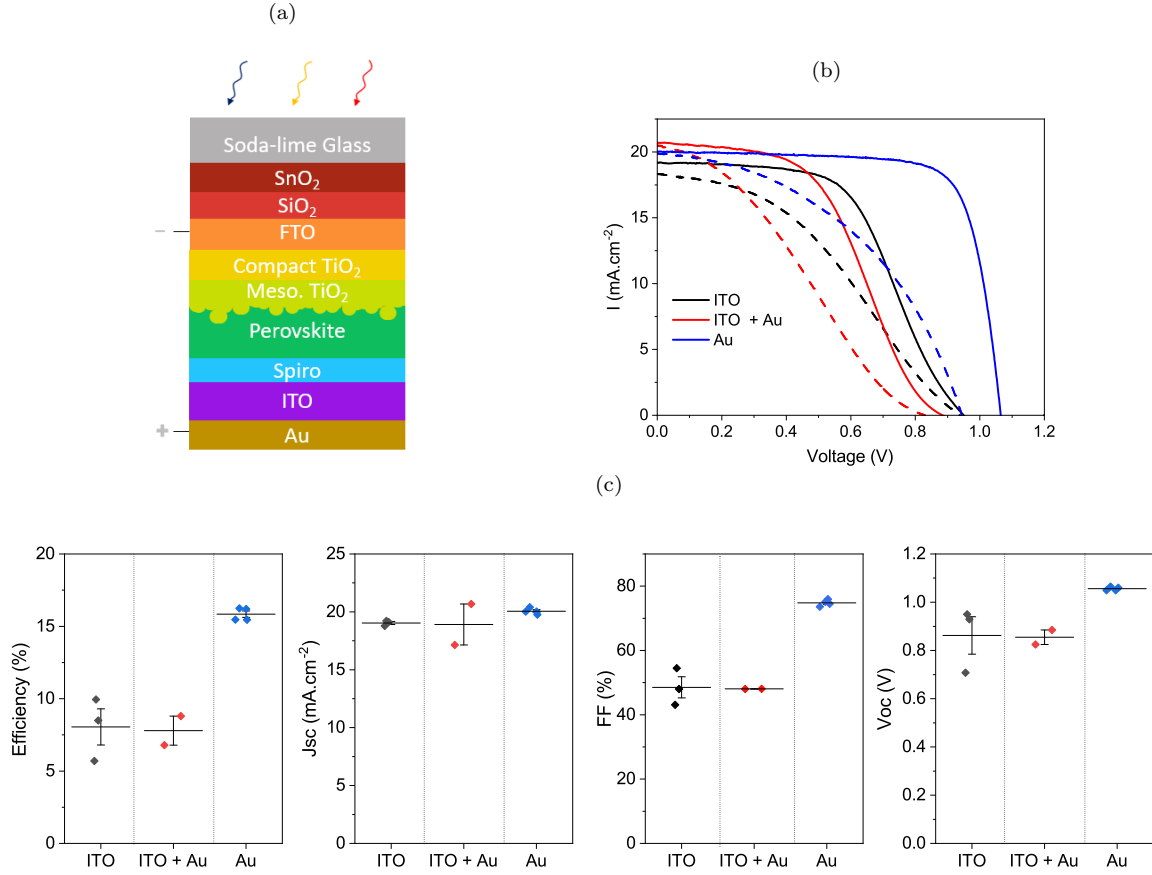 (a)
Soda-lime Glass
SnO₂
SiO₂
− FTO
Compact TiO₂
Meso. TiO₂
Perovskite
Spiro
ITO
+ Au
(b)
I (mA.cm⁻²)
20
15
10
5
0
ITO
ITO + Au
Au
0.0 0.2 0.4 0.6 0.8 1.0 1.2
Voltage (V)
(c)
Efficiency (%)
20
15
10
5
0
ITO ITO + Au Au
Jsc (mA.cm⁻²)
25
20
15
10
5
0
ITO ITO + Au Au
FF (%)
80
60
40
20
0
ITO ITO + Au Au
Voc (V)
1.2
1.0
0.8
0.6
0.4
0.2
0.0
ITO ITO + Au Au